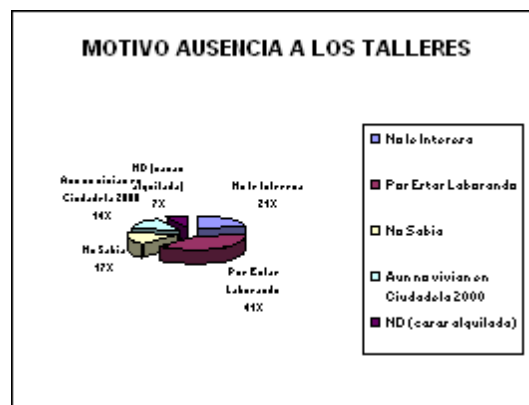 MOTIVO AUSENCIA A LOS TALLERES
ND (casas
alquilada)
7%
Aun no vivian en
Ciudadela 2000
14%
No le Interesa
21%
No Sabia
17%
Por Estar
Laborando
41%
No le Interesa
Por Estar Laborando
No Sabia
Aun no vivian en
Ciudadela 2000
ND (casas alquilada)